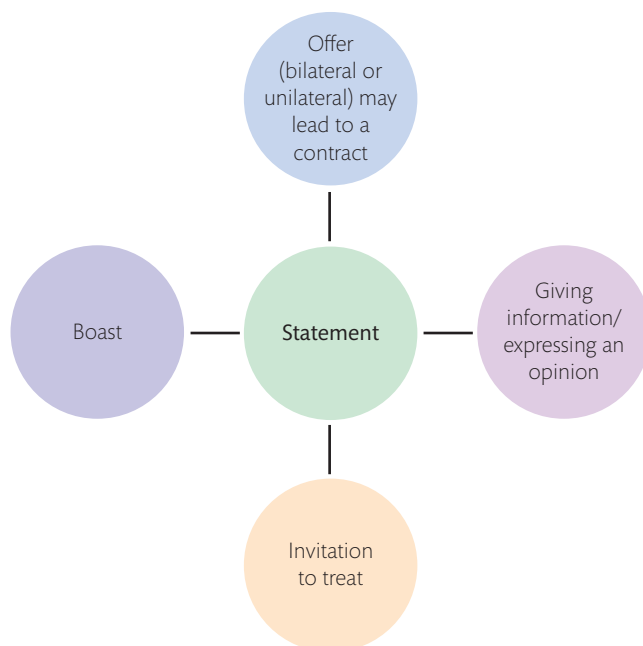 Offer
(bilateral or
unilateral) may
lead to a
contract
Boast
Statement
Giving
information/
expressing an
opinion
Invitation
to treat